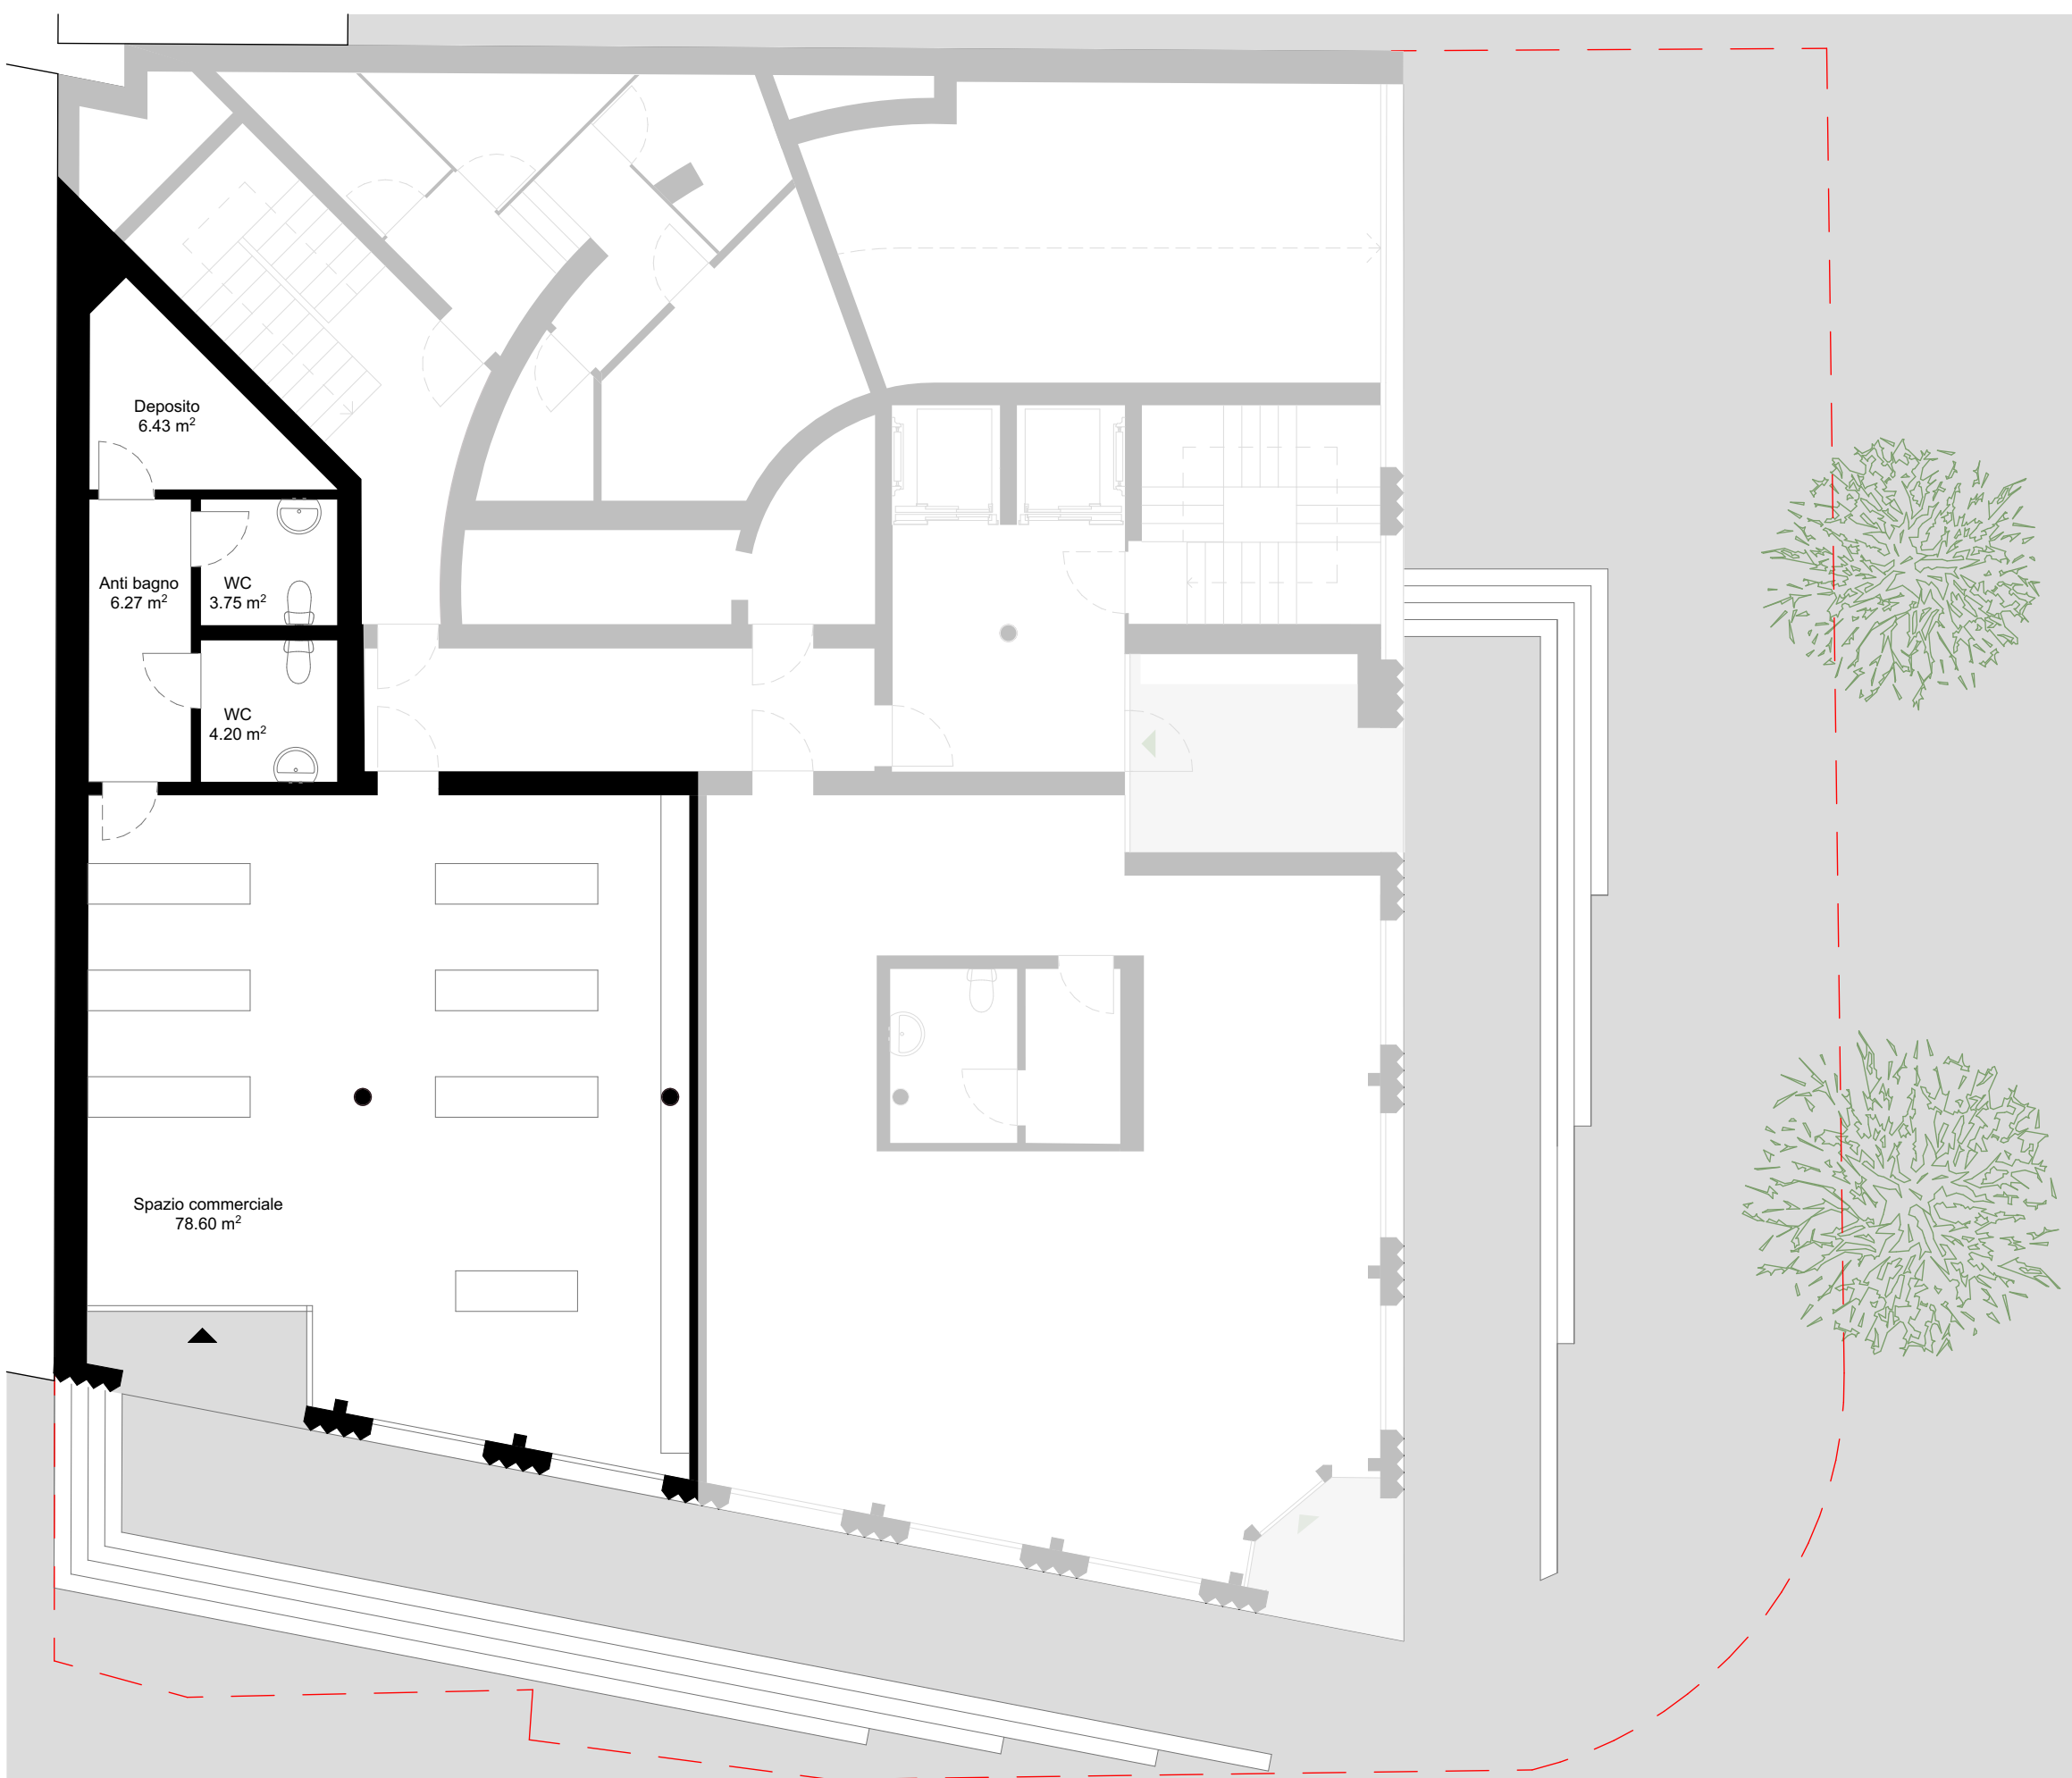 Deposito
6.43 m²
Anti bagno
6.27 m²
WC
3.75 m²
WC
4.20 m²
Spazio commerciale
78.60 m²